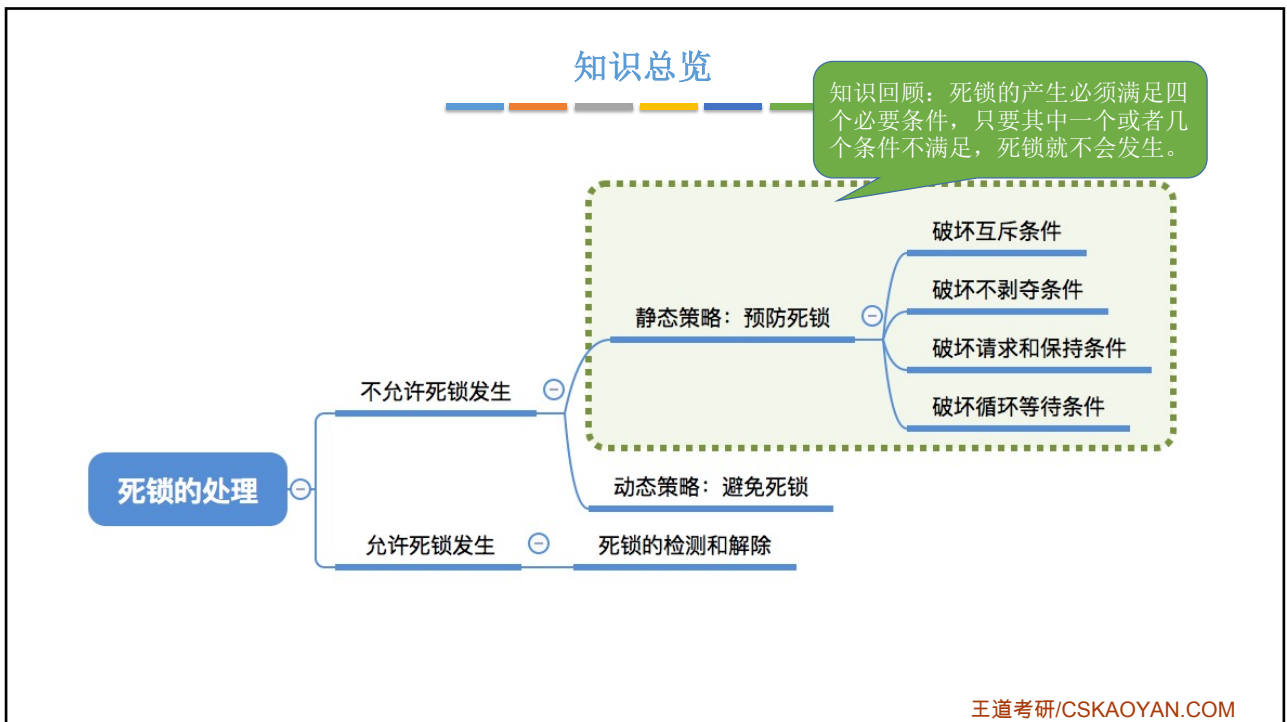 知识总览
知识回顾：死锁的产生必须满足四
个必要条件，只要其中一个或者几
个条件不满足，死锁就不会发生。
破坏互斥条件
破坏不剥夺条件
静态策略：预防死锁
破坏请求和保持条件
不允许死锁发生
破坏循环等待条件
死锁的处理
动态策略：避免死锁
允许死锁发生
死锁的检测和解除
王道考研/CSKAOYAN.COM